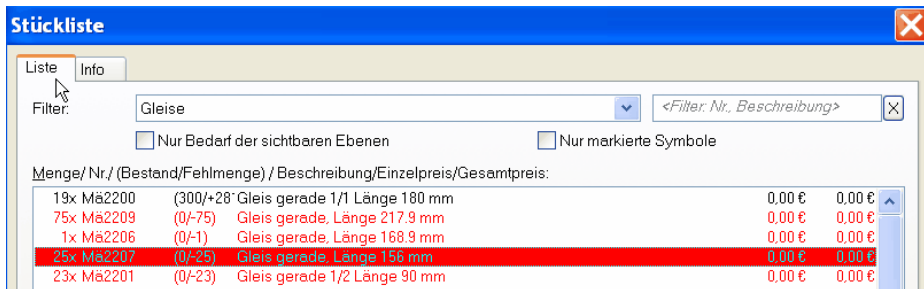 Stückliste
Liste Info
Filter: Gleise <Filter: Nr., Beschreibung> X
Nur Bedarf der sichtbaren Ebenen Nur markierte Symbole
Menge/ Nr./ (Bestand/Fehlmenge) / Beschreibung/Einzelpreis/Gesamtpreis:
19x Mä2200 (300/+28 Gleis gerade 1/1 Länge 180 mm 0,00 € 0,00 €
75x Mä2209 (0/-75) Gleis gerade, Länge 217.9 mm 0,00 € 0,00 €
1x Mä2206 (0/-1) Gleis gerade, Länge 168.9 mm 0,00 € 0,00 €
25x Mä2207 (0/-25) Gleis gerade, Länge 156 mm 0,00 € 0,00 €
23x Mä2201 (0/-23) Gleis gerade 1/2 Länge 90 mm 0,00 € 0,00 €